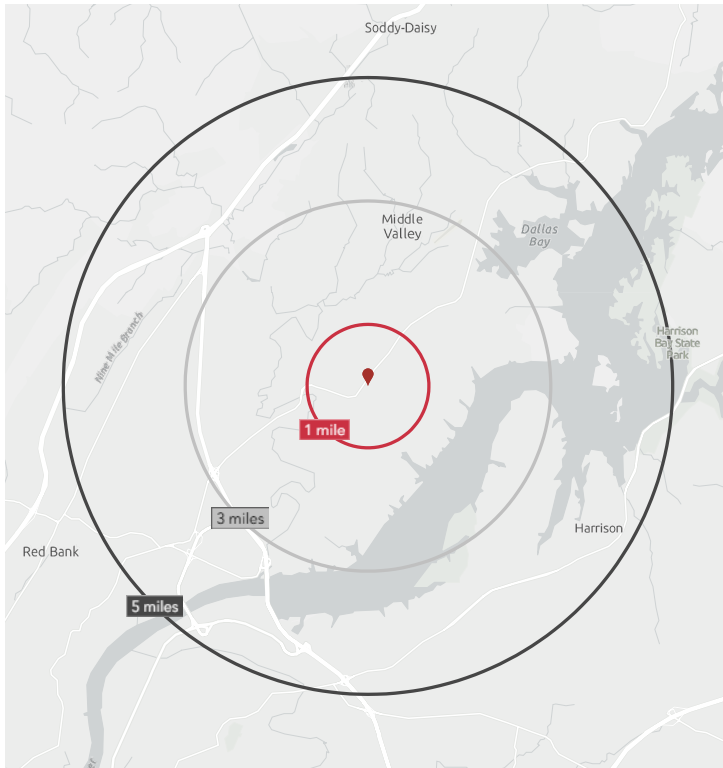 Soddy-Daisy
Middle
Valley
Dallas
Bay
Nine Mile Branch
Harrison
Bay State
Park
1 mile
3 miles
Harrison
Red Bank
5 miles